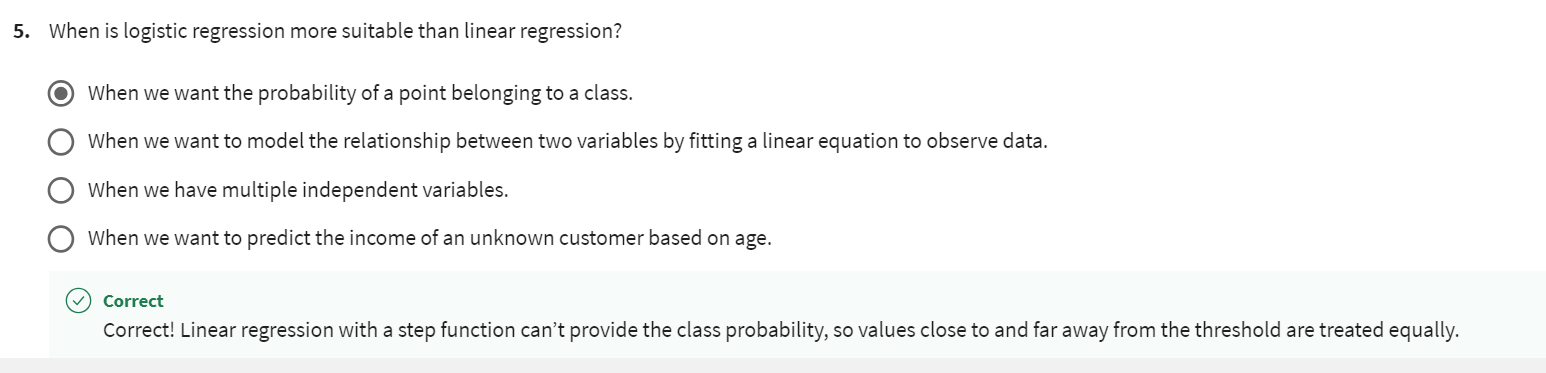 5. When is logistic regression more suitable than linear regression?
When we want the probability of a point belonging to a class.
When we want to model the relationship between two variables by fitting a linear equation to observe data.
When we have multiple independent variables.
When we want to predict the income of an unknown customer based on age.
Correct
Correct! Linear regression with a step function can’t provide the class probability, so values close to and far away from the threshold are treated equally.